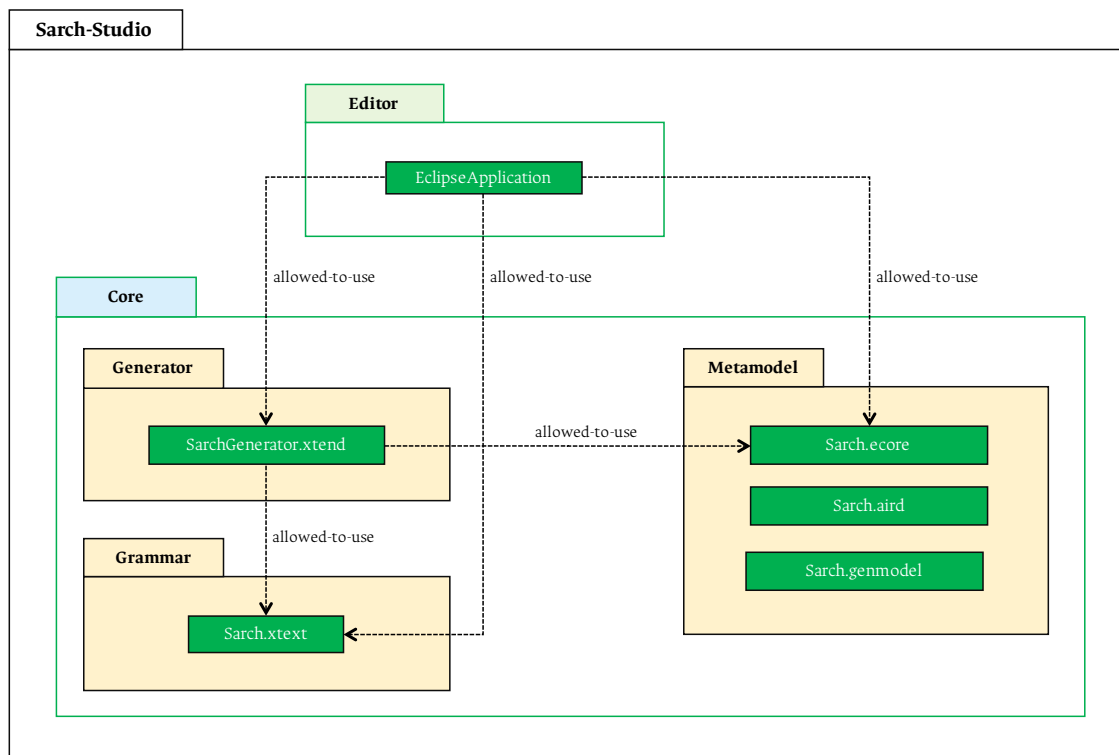 Sarch-Studio
Editor
EclipseApplication
allowed-to-use
allowed-to-use
allowed-to-use
Core
Generator
Metamodel
SarchGenerator.xtend
allowed-to-use
Sarch.ecore
Sarch.aird
allowed-to-use
Grammar
Sarch.genmodel
Sarch.xtext